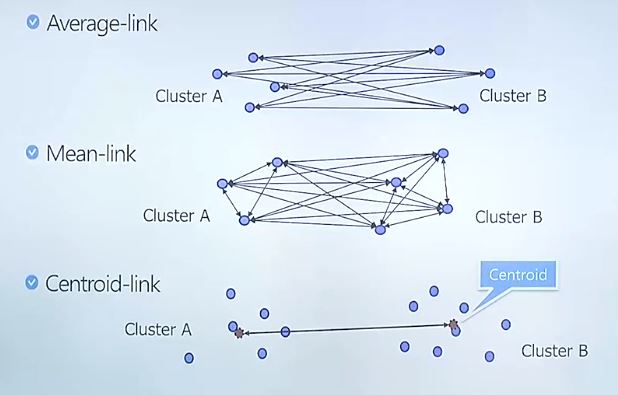 Average-link
Cluster A
Cluster B
Mean-link
Cluster A
Cluster B
Centroid-link
Centroid
Cluster A
Cluster B